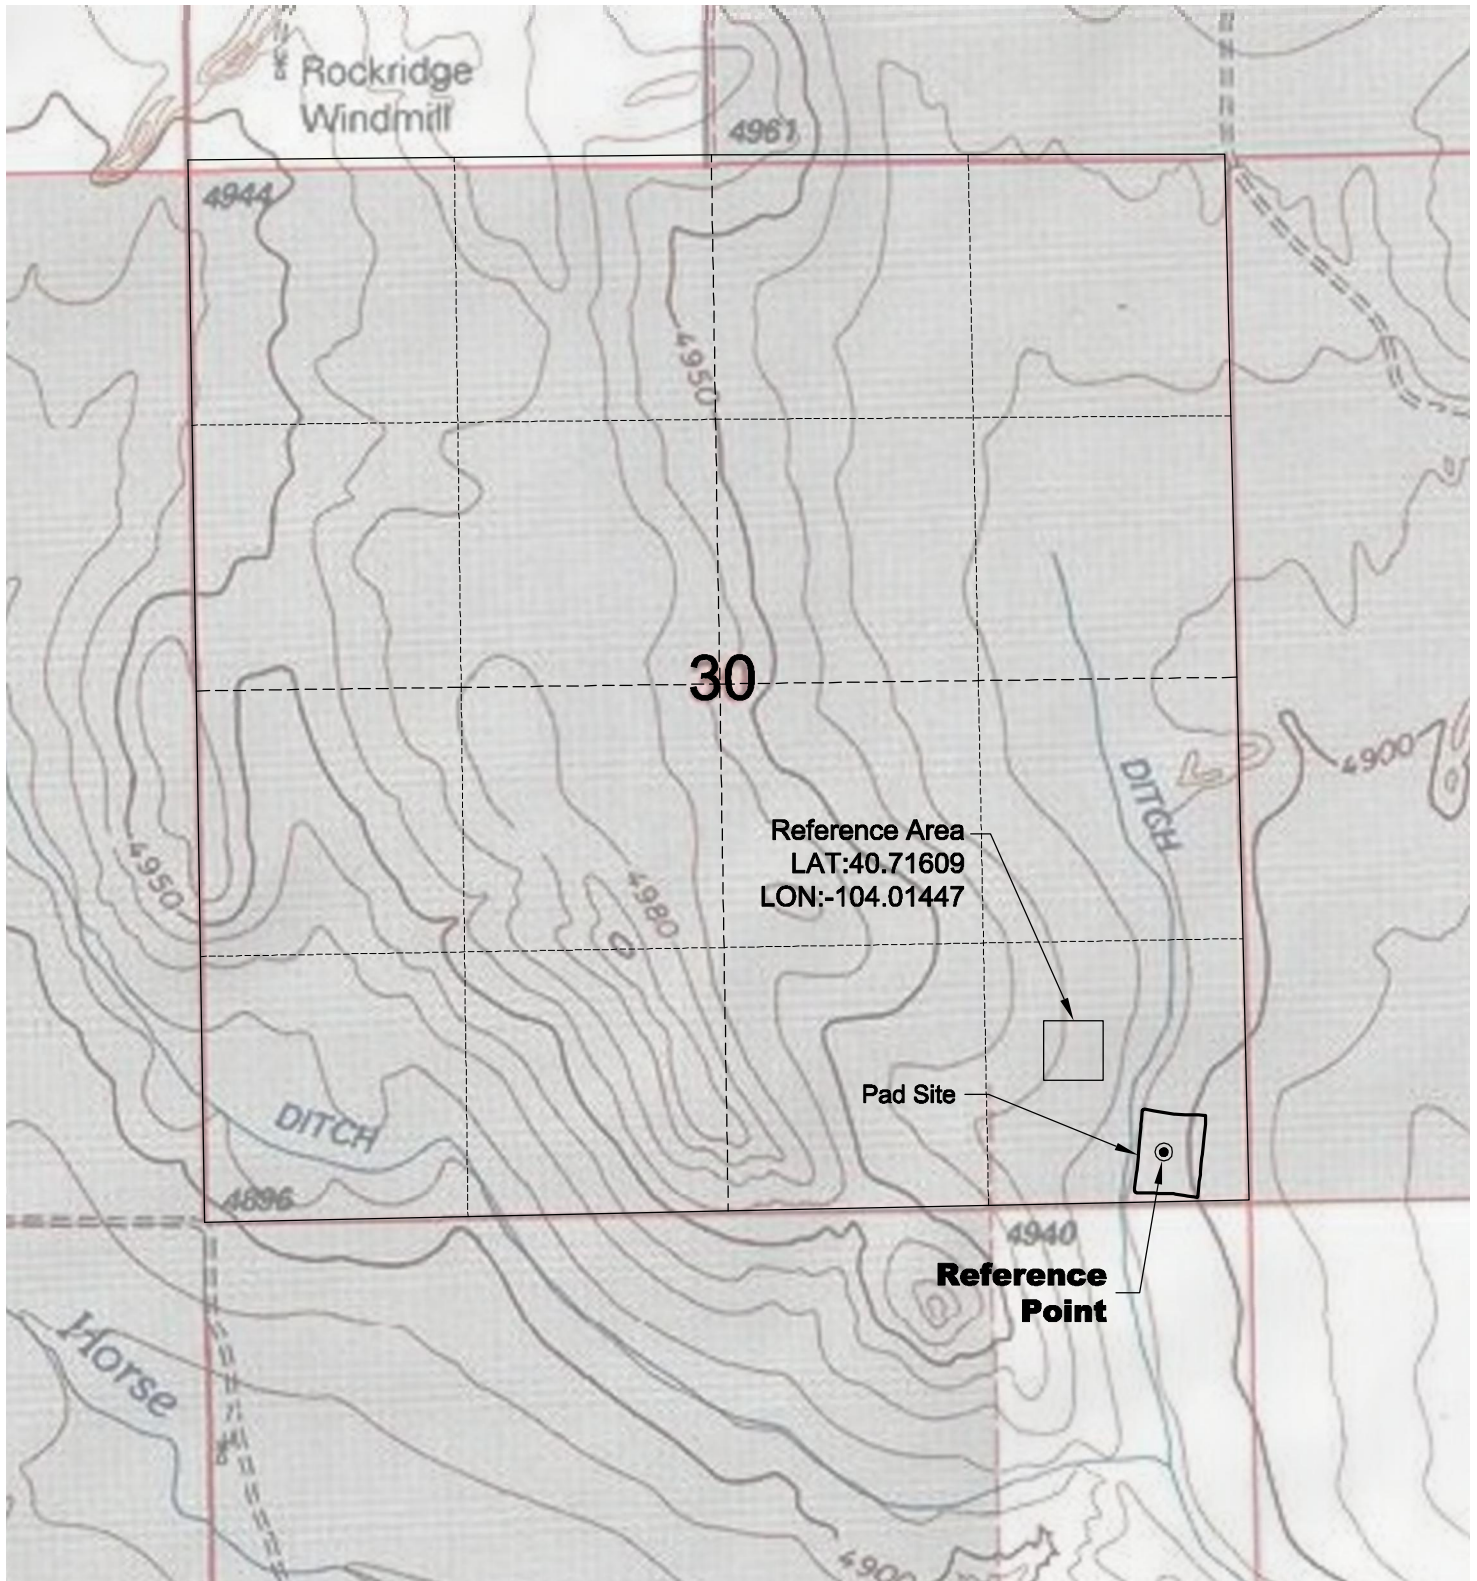 Rockridge
Windmill
4961
4944
4950
30
4900
DITCH
Reference Area
LAT:40.71609
LON:-104.01447
4950
4980
Pad Site
DITCH
4896
4940
Reference
Point
Horse
4900